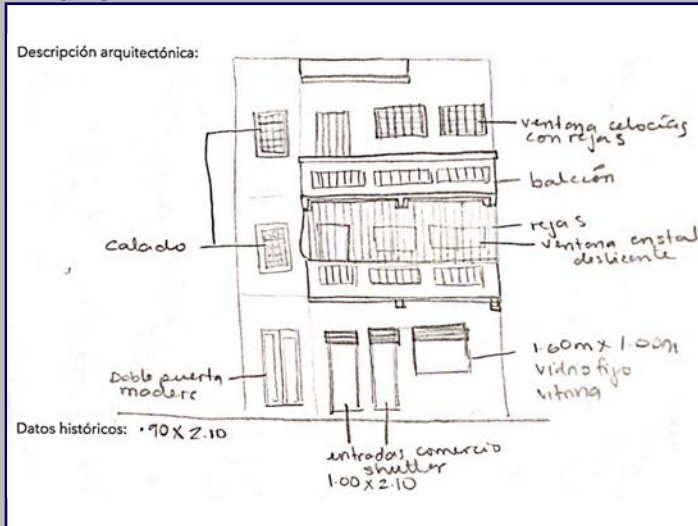 Descripción arquitectónica:
ventana celocías
con rejas
balcón
rejas
ventana cristal
deslizante
calado
1.60m x 1.00m
vidrio fijo
vitrina
Doble puerta
madera
Datos históricos: .90 X 2.10
entradas comercio
shutter
1.00 x 2.10